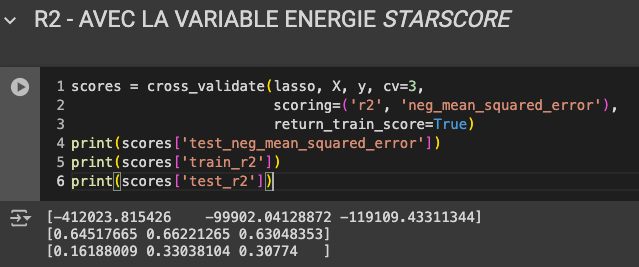 R2 - AVEC LA VARIABLE ENERGIE STARSCORE
1 scores = cross_validate(lasso, X, y, cv=3,
2 scoring=('r2', 'neg_mean_squared_error'),
3 return_train_score=True)
4 print(scores['test_neg_mean_squared_error'])
5 print(scores['train_r2'])
6 print(scores['test_r2'])
[-412023.815426 -99902.04128872 -119109.43311344]
[0.64517665 0.66221265 0.63048353]
[0.16188009 0.33038104 0.30774 ]